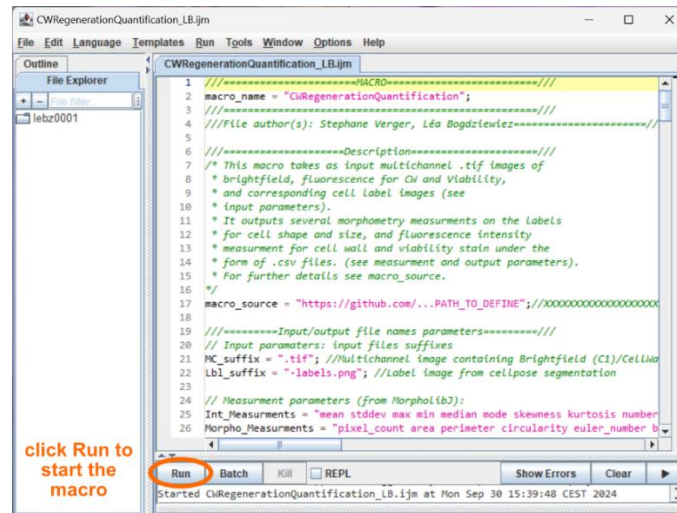 CWRegenerationQuantification_LB.ijm
File Edit Language Templates Run Tools Window Options Help
Outline
File Explorer
File filter
lebz0001
CWRegenerationQuantification_LB.ijm
1 ///======================MACRO=========================///
2 macro_name = "CWRegenerationQuantification";
3 ///====================================================///
4 ///File author(s): Stephane Verger, Léa Bogdziewiez======================//
5
6 ///====================Description=====================///
7 /* This macro takes as input multichannel .tif images of
8 * brightfield, fluorescence for CW and Viability,
9 * and corresponding cell label images (see
10 * input parameters).
11 * It outputs several morphometry measurments on the labels
12 * for cell shape and size, and fluorescence intensity
13 * measurment for cell wall and viability stain under the
14 * form of .csv files. (see measurment and output parameters).
15 * For further details see macro_source.
16 */
17 macro_source = "https://github.com/...PATH_TO_DEFINE";//XXXXXXXXXXXXXXXXXXX
18
19 ///=========Input/output file names parameters=========///
20 // Input paramaters: input files suffixes
21 MC_suffix = ".tif"; //Multichannel image containing Brightfield (C1)/CellWa
22 Lbl_suffix = "-labels.png"; //Label image from cellpose segmentation
23
24 // Measurment parameters (from MorpholibJ):
25 Int_Measurments = "mean stddev max min median mode skewness kurtosis number
26 Morpho_Measurments = "pixel_count area perimeter circularity euler_number b
click Run to
start the
macro
Run Batch Kill REPL Show Errors Clear
Started CWRegenerationQuantification_LB.ijm at Mon Sep 30 15:39:48 CEST 2024